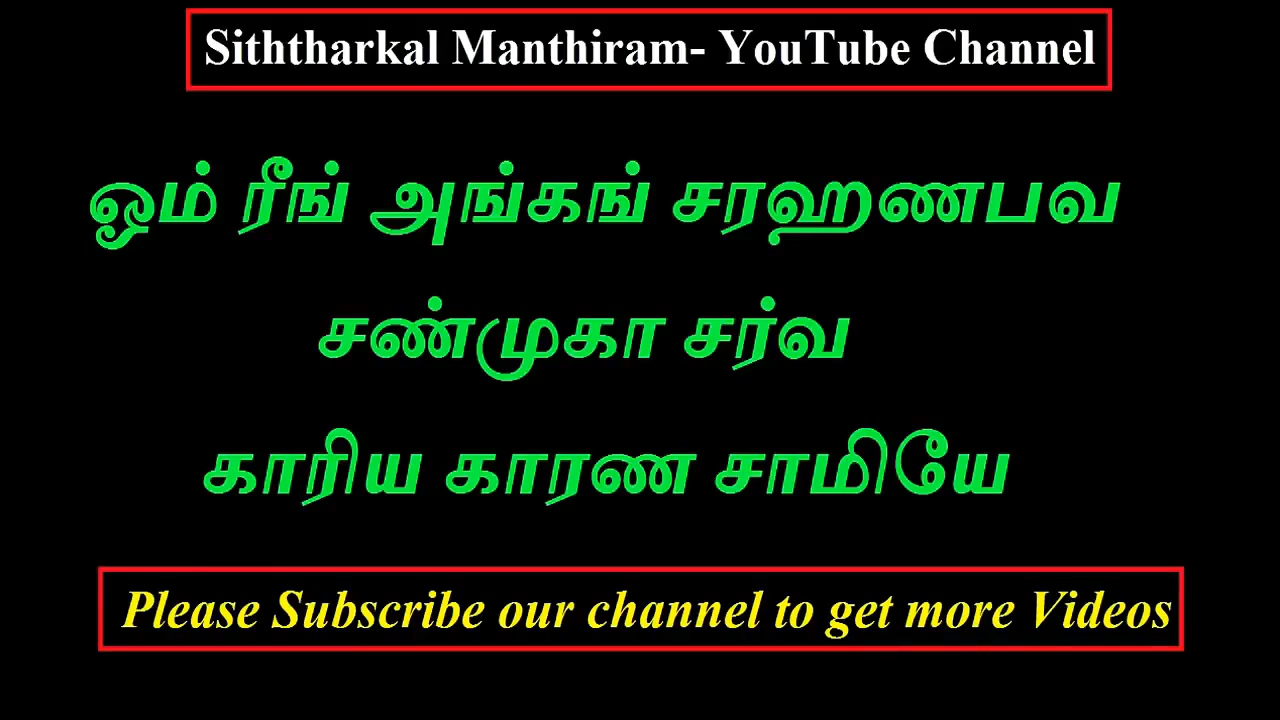 Siththarkal Manthiram- YouTube Channel
ஓம் ரீங் அங்கங் சரஹணபவ
சண்முகா சர்வ
காரிய காரண சாமியே
Please Subscribe our channel to get more Videos